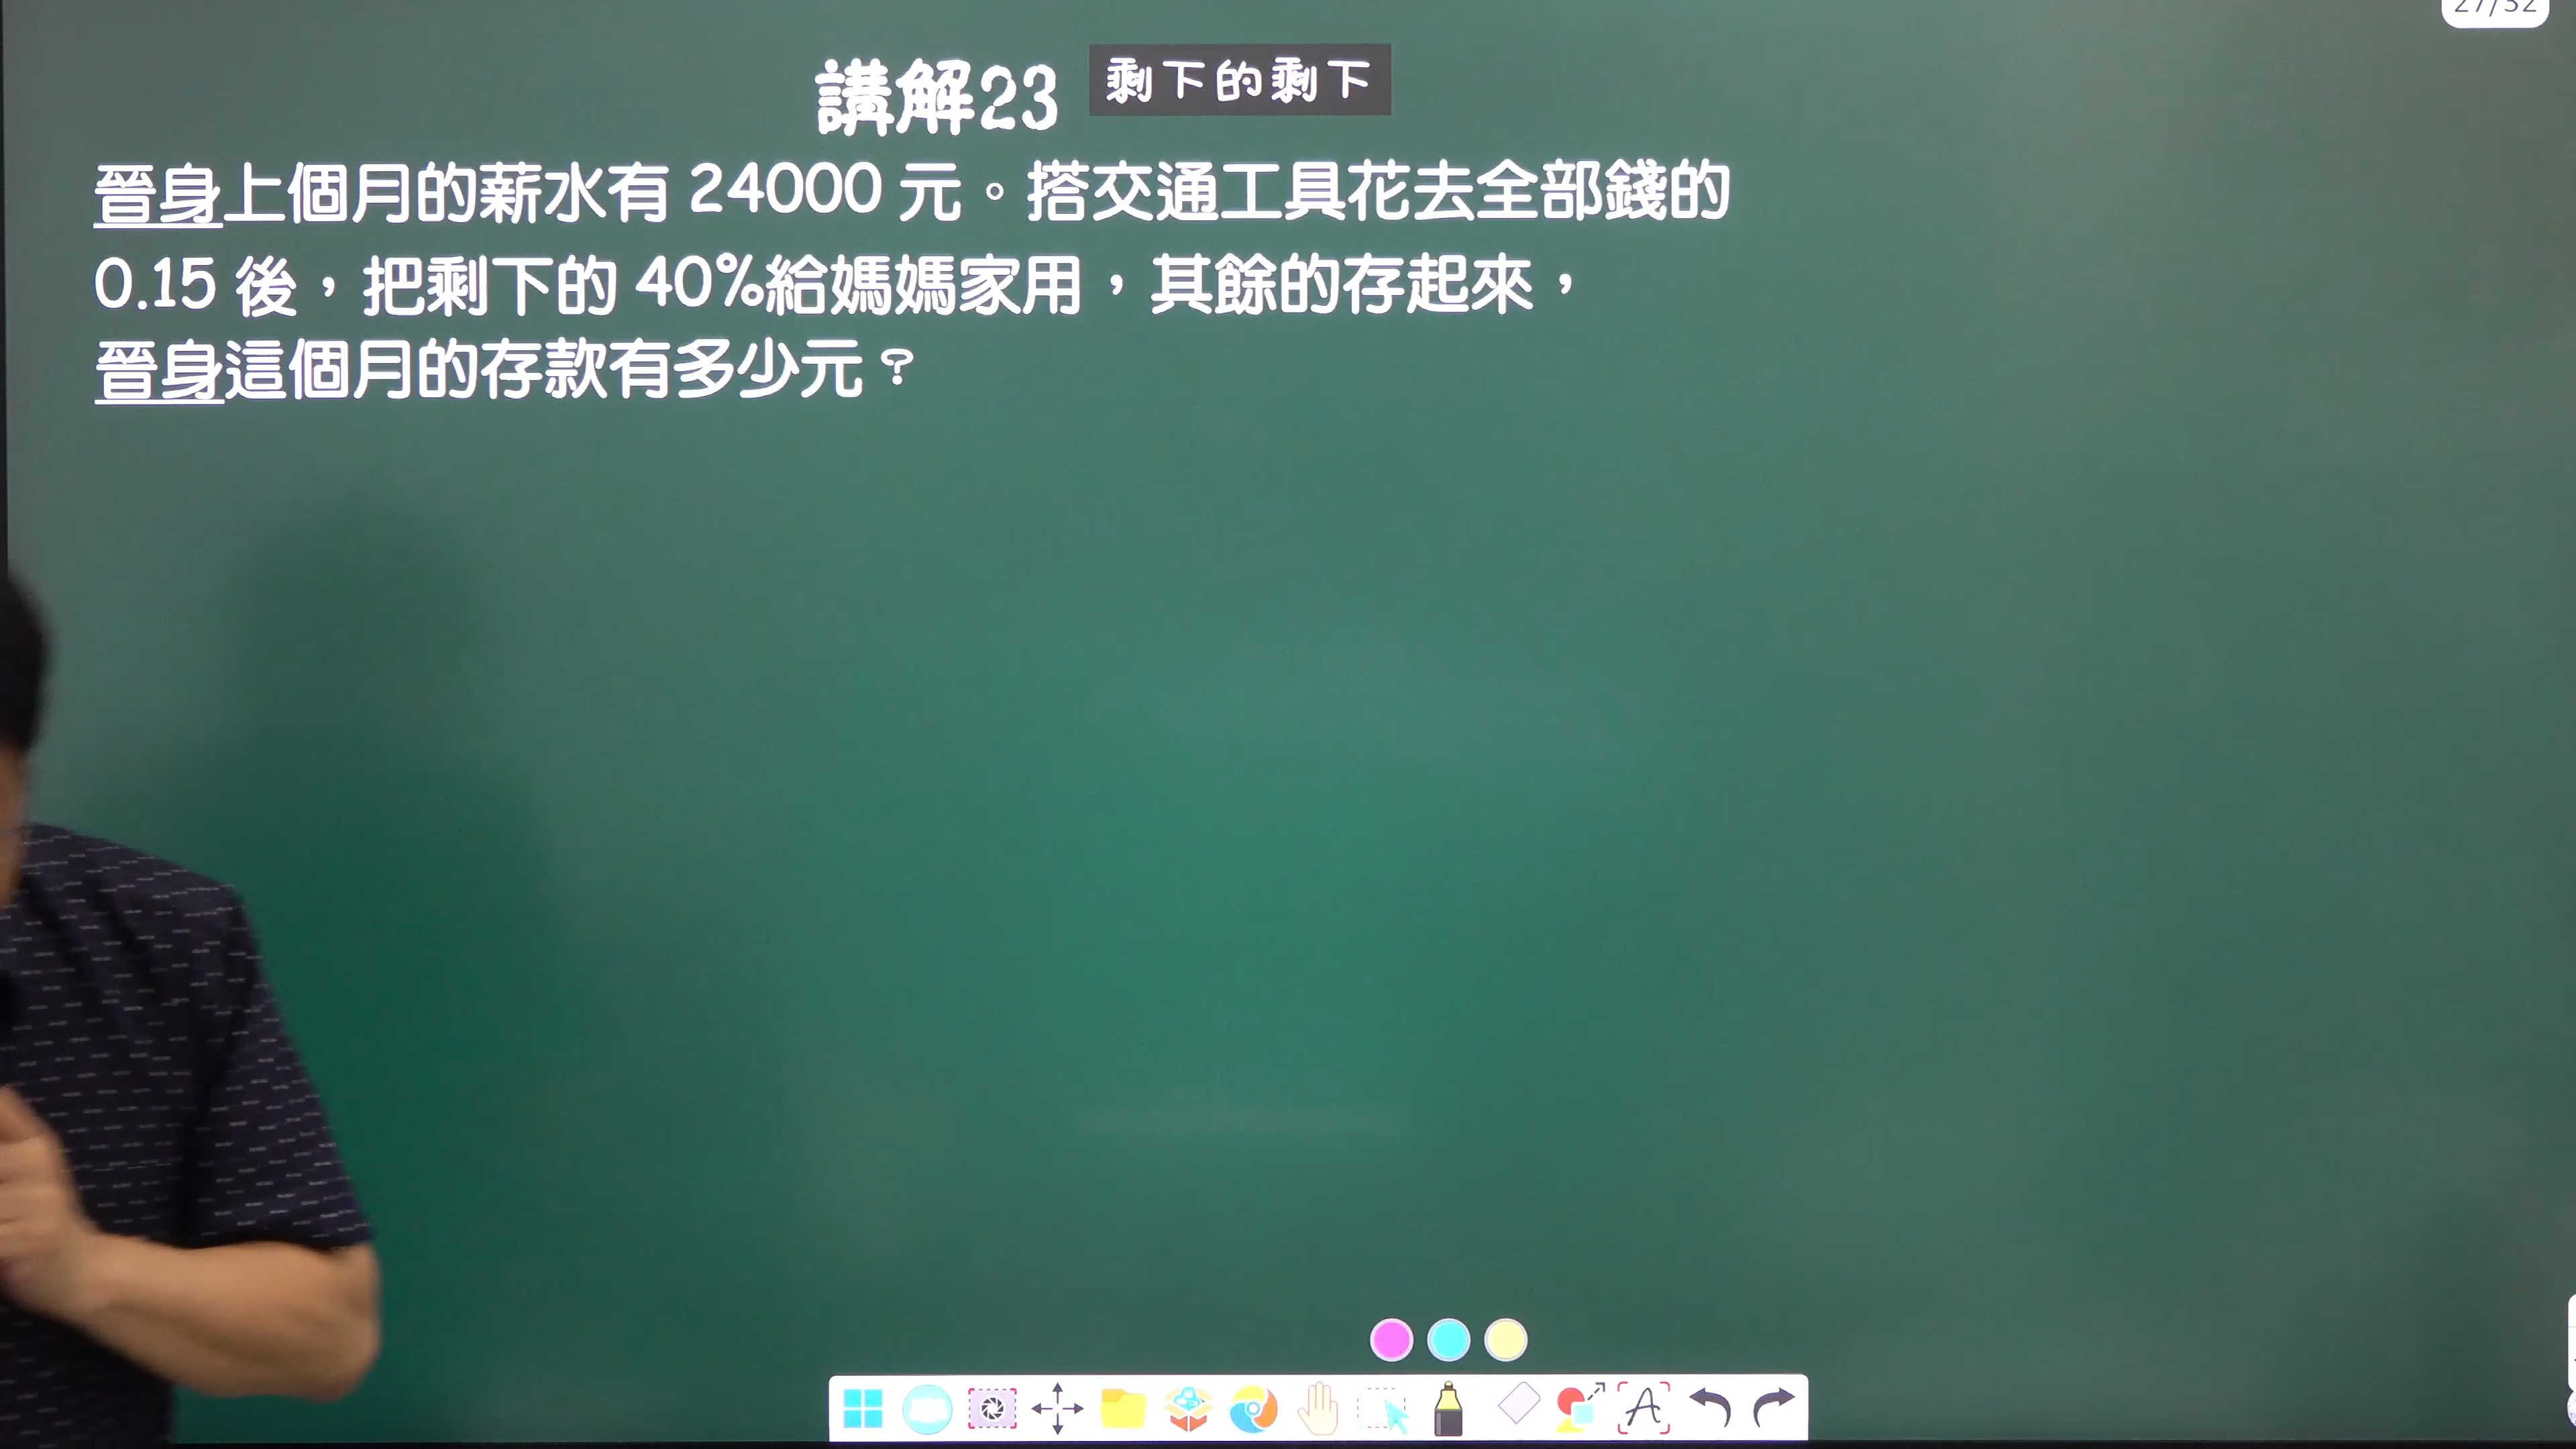 27/32
講解23 剩下的剩下
晉身上個月的薪水有 24000 元。搭交通工具花去全部錢的
0.15 後，把剩下的 40%給媽媽家用，其餘的存起來，
晉身這個月的存款有多少元？